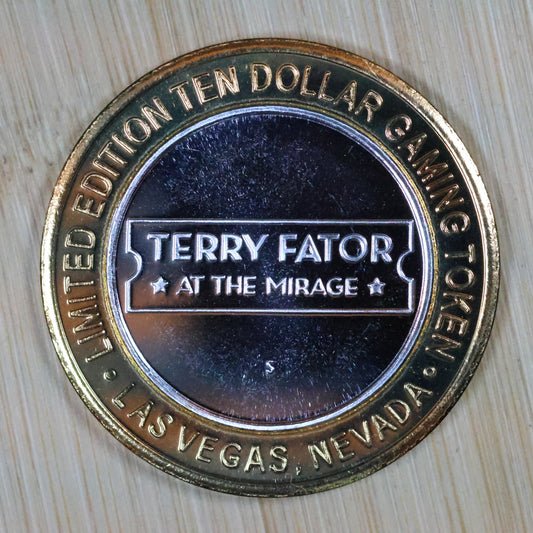 LIMITED EDITION TEN DOLLAR GAMING TOKEN
TERRY FATOR
★ AT THE MIRAGE ★
S
• LAS VEGAS, NEVADA •